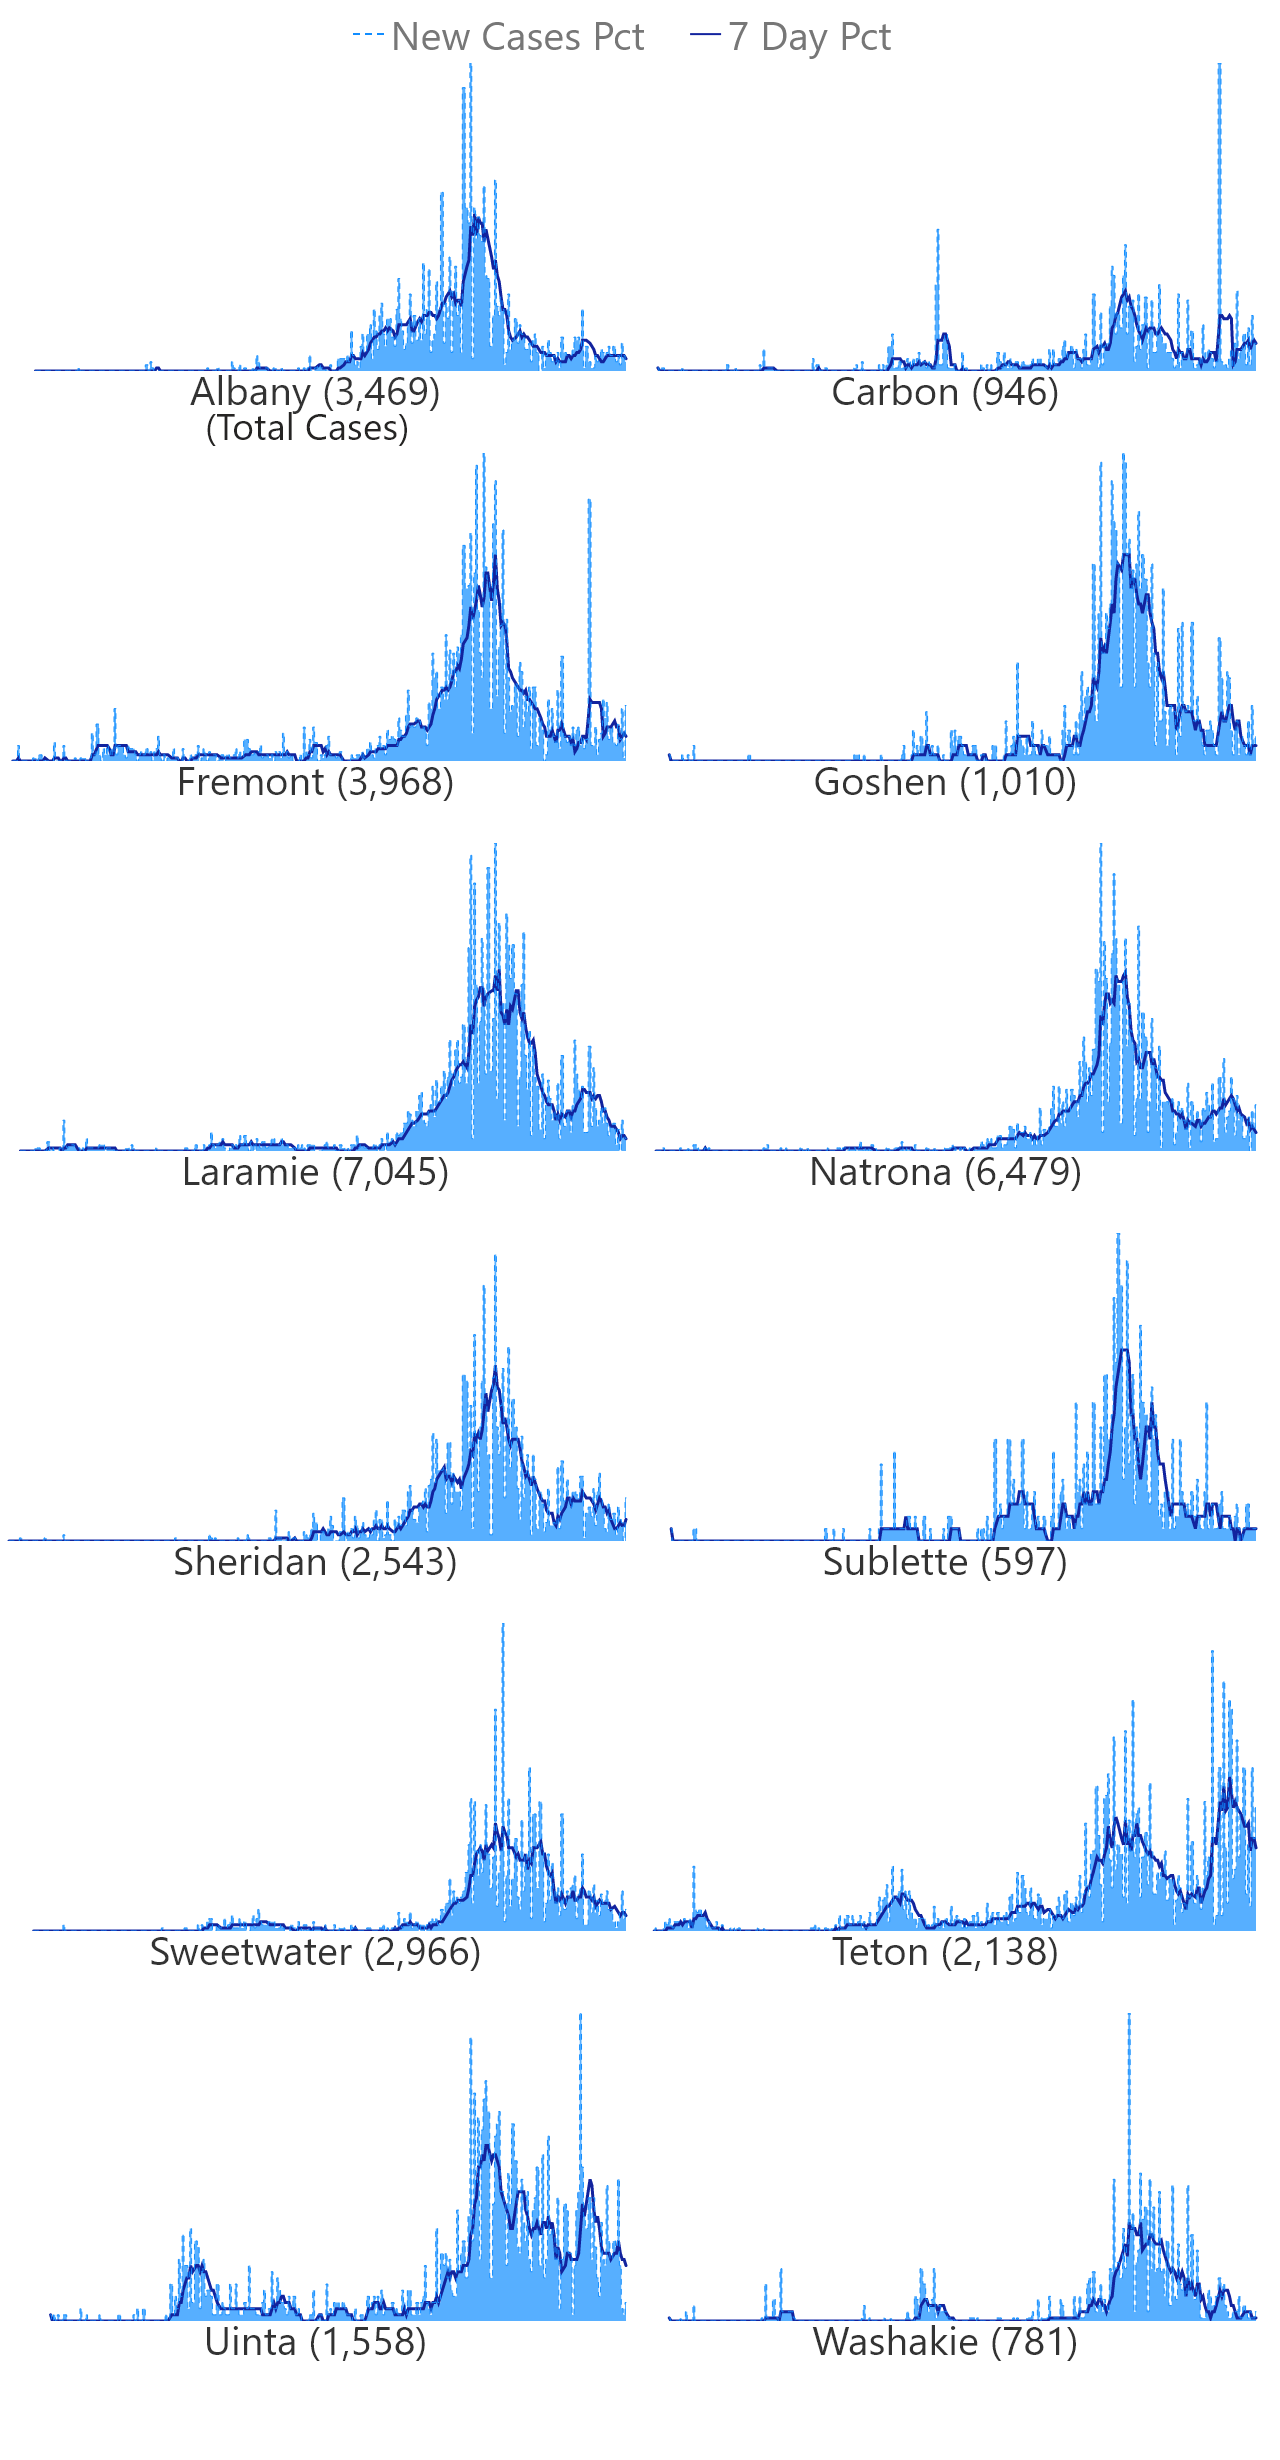 New Cases Pct 7 Day Pct
Albany (3,469) Carbon (946)
(Total Cases)
Fremont (3,968) Goshen (1,010)
Laramie (7,045) Natrona (6,479)
Sheridan (2,543) Sublette (597)
Sweetwater (2,966) Teton (2,138)
Uinta (1,558) Washakie (781)